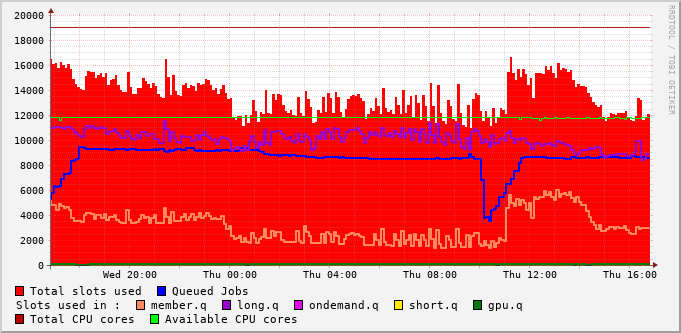 20000
18000
16000
14000
12000
10000
8000
6000
4000
2000
0
Wed 20:00 Thu 00:00 Thu 04:00 Thu 08:00 Thu 12:00 Thu 16:00
Total slots used Queued Jobs
Slots used in : member.q long.q ondemand.q short.q gpu.q
Total CPU cores Available CPU cores
RRDTOOL / TOBI OETIKER